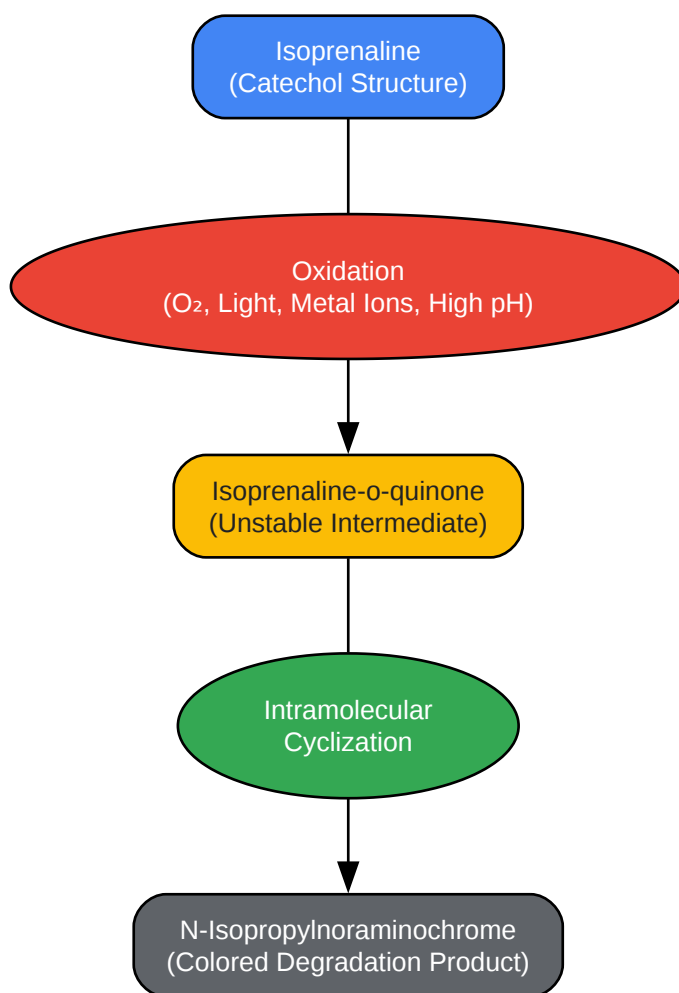 Isoprenaline
(Catechol Structure)
Oxidation
(O₂, Light, Metal Ions, High pH)
Isoprenaline-o-quinone
(Unstable Intermediate)
Intramolecular
Cyclization
N-Isopropylnoraminochrome
(Colored Degradation Product)